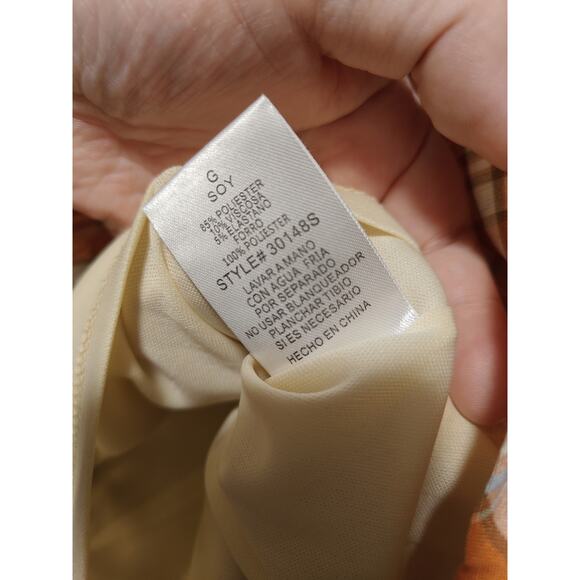 G
SOY
85% POLIESTER
10% VISCOSA
5% ELASTANO
FORRO
100% POLIESTER
STYLE# 30148S
LAVAR A MANO
CON AGUA FRIA
POR SEPARADO
NO USAR BLANQUEADOR
PLANCHAR TIBIO
SI ES NECESARIO
HECHO EN CHINA